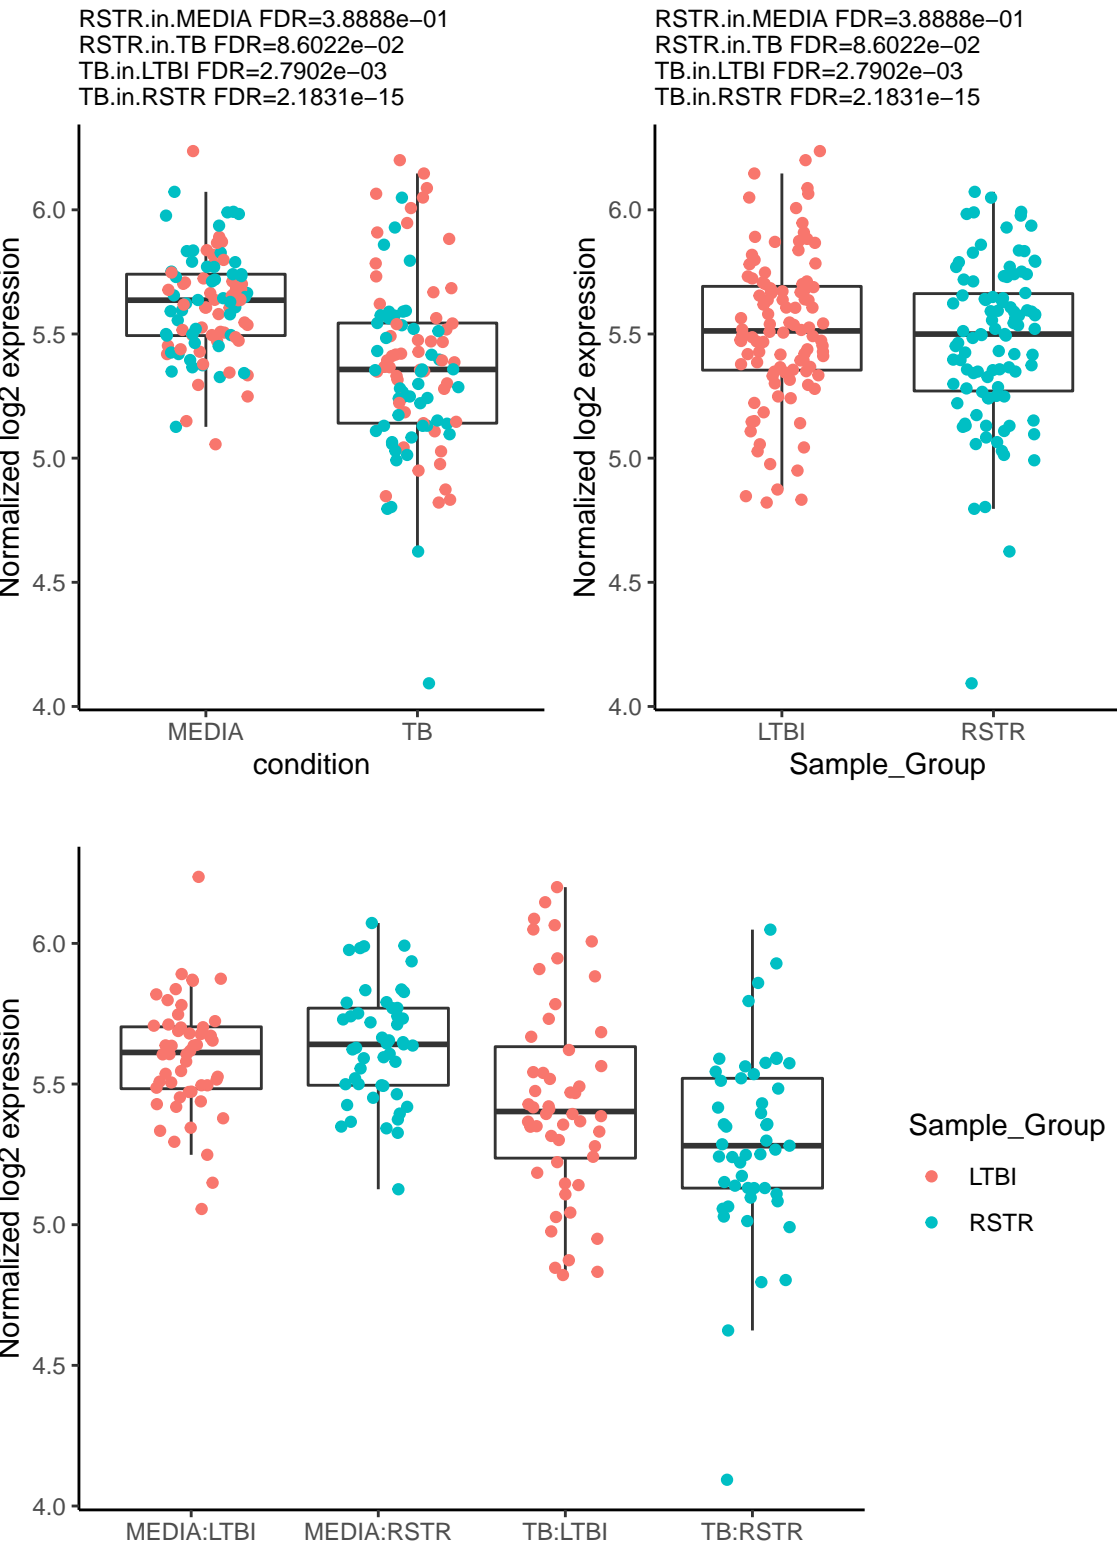 RSTR.in.MEDIA FDR=3.8888e−01
RSTR.in.TB FDR=8.6022e−02
TB.in.LTBI FDR=2.7902e−03
TB.in.RSTR FDR=2.1831e−15
Normalized log2 expression
6.0
5.5
5.0
4.5
4.0
MEDIA
TB
condition
RSTR.in.MEDIA FDR=3.8888e−01
RSTR.in.TB FDR=8.6022e−02
TB.in.LTBI FDR=2.7902e−03
TB.in.RSTR FDR=2.1831e−15
Normalized log2 expression
6.0
5.5
5.0
4.5
4.0
LTBI
RSTR
Sample_Group
Normalized log2 expression
6.0
5.5
5.0
4.5
4.0
MEDIA:LTBI
MEDIA:RSTR
TB:LTBI
TB:RSTR
Sample_Group
LTBI
RSTR